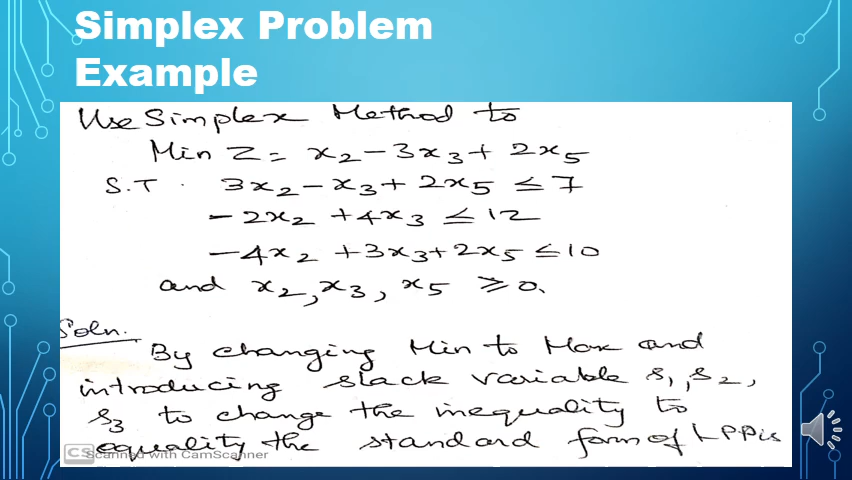 Simplex Problem
Example
Use Simplex Method to
Min Z = x₂ - 3x₃ + 2x₅
S.T. 3x₂ - x₃ + 2x₅ ≤ 7
-2x₂ + 4x₃ ≤ 12
-4x₂ + 3x₃ + 2x₅ ≤ 10
and x₂, x₃, x₅ ≥ 0.
Soln.
By changing Min to Max and
introducing slack variable s₁, s₂,
s₃ to change the inequality to
equality the standard form of LPP is
CS Scanned with CamScanner